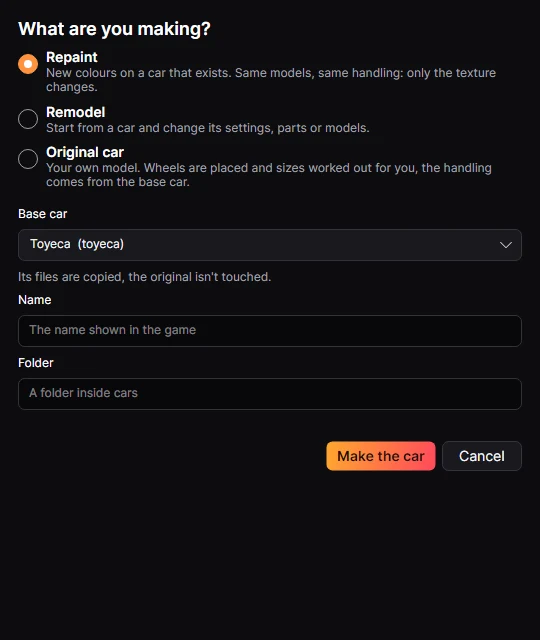 What are you making?
Repaint
New colours on a car that exists. Same models, same handling: only the texture
changes.
Remodel
Start from a car and change its settings, parts or models.
Original car
Your own model. Wheels are placed and sizes worked out for you, the handling
comes from the base car.
Base car
Toyeca  (toyeca)
Its files are copied, the original isn't touched.
Name
The name shown in the game
Folder
A folder inside cars
Make the car
Cancel